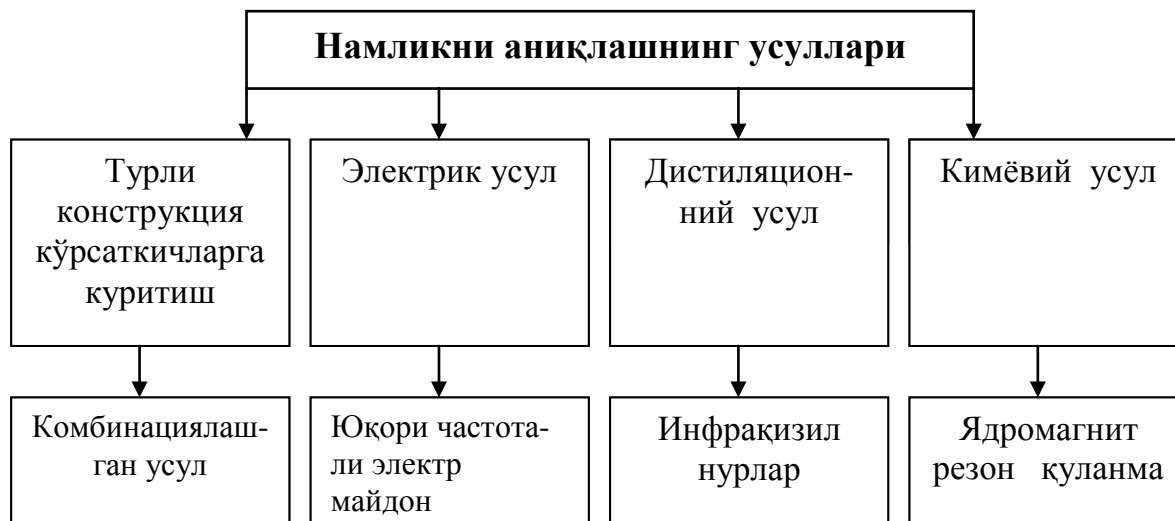 Намликни аниқлашнинг усуллари
Турли
конструкция
кўрсаткичларга
куритиш
Электрик усул
Дистиляцион-
ний усул
Кимёвий усул
Комбинациялаш-
ган усул
Юқори частота-
ли электр
майдон
Инфрақизил
нурлар
Ядромагнит
резон қуланма